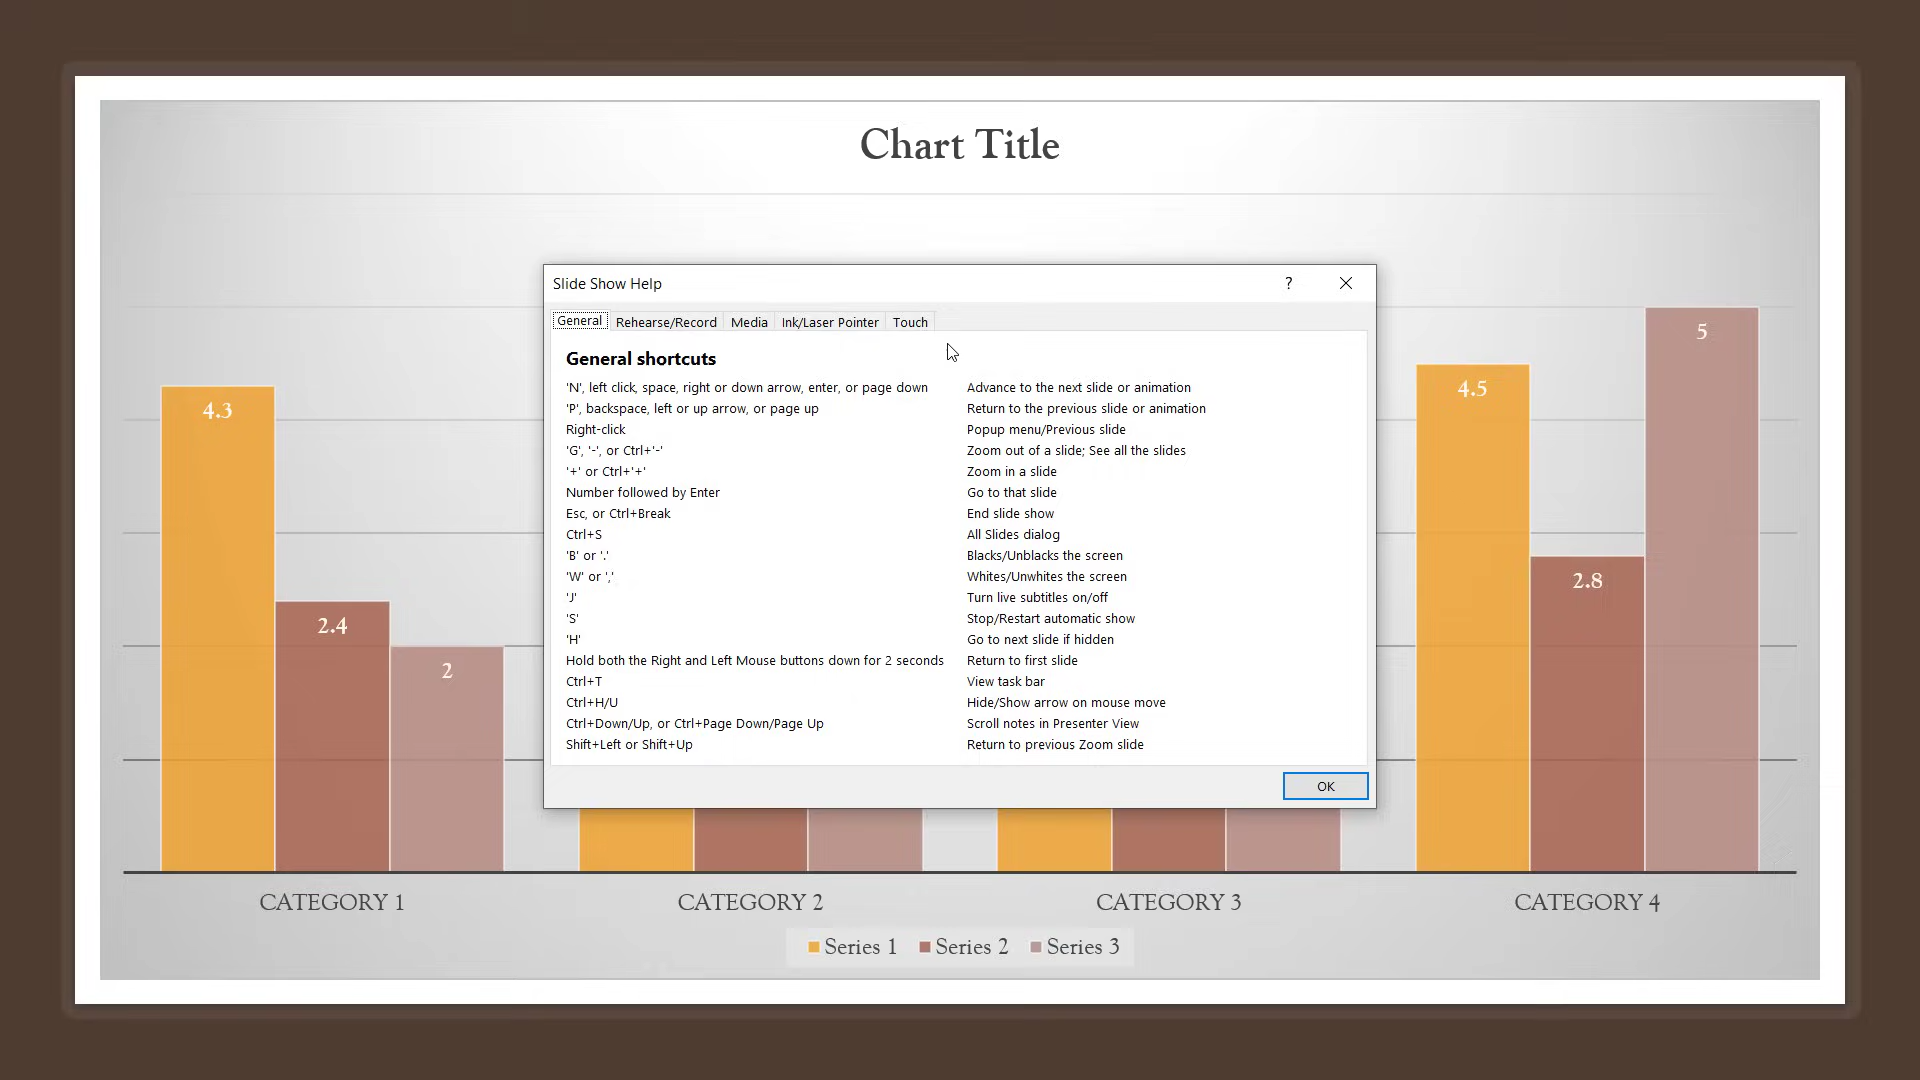 Chart Title
Slide Show Help
?
General Rehearse/Record Media Ink/Laser Pointer Touch
General shortcuts
'N', left click, space, right or down arrow, enter, or page down Advance to the next slide or animation
'P', backspace, left or up arrow, or page up Return to the previous slide or animation
Right-click Popup menu/Previous slide
'G', '-', or Ctrl+'-' Zoom out of a slide; See all the slides
'+' or Ctrl+'+' Zoom in a slide
Number followed by Enter Go to that slide
Esc, or Ctrl+Break End slide show
Ctrl+S All Slides dialog
'B' or '.' Blacks/Unblacks the screen
'W' or ',' Whites/Unwhites the screen
'J' Turn live subtitles on/off
'S' Stop/Restart automatic show
'H' Go to next slide if hidden
Hold both the Right and Left Mouse buttons down for 2 seconds Return to first slide
Ctrl+T View task bar
Ctrl+H/U Hide/Show arrow on mouse move
Ctrl+Down/Up, or Ctrl+Page Down/Page Up Scroll notes in Presenter View
Shift+Left or Shift+Up Return to previous Zoom slide
OK
4.3
2.4
2
4.5
2.8
5
CATEGORY 1 CATEGORY 2 CATEGORY 3 CATEGORY 4
Series 1 Series 2 Series 3